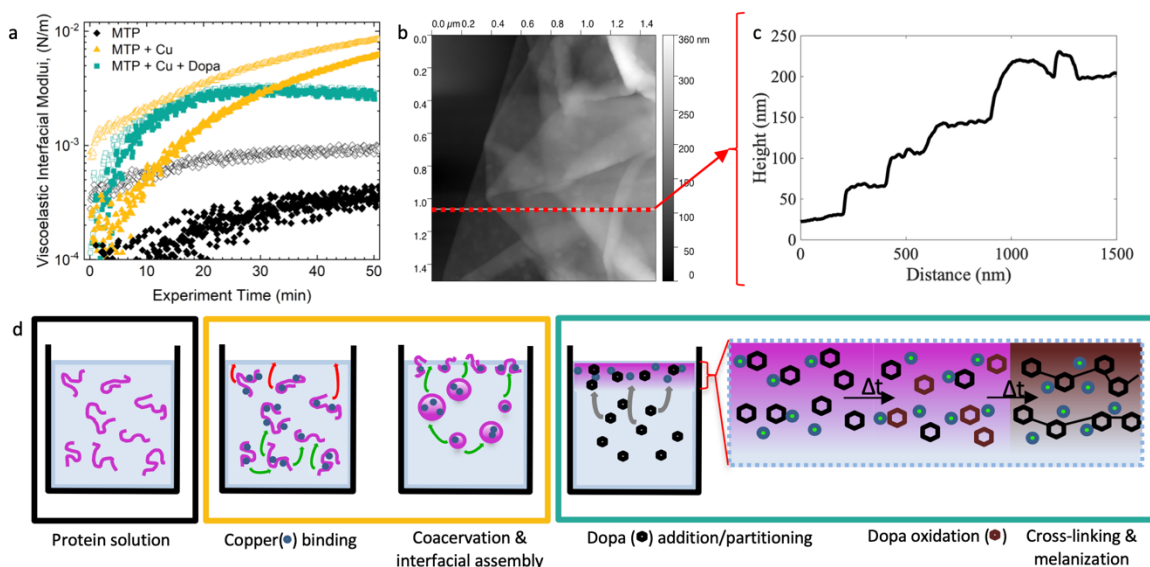 a
Viscoelastic Interfacial Modlui, (N/m)
10-2
10-3
10-4
MTP
MTP + Cu
MTP + Cu + Dopa
0 10 20 30 40 50
Experiment Time (min)
b
0.0 µm 0.2 0.4 0.6 0.8 1.0 1.2 1.4
0.0
0.2
0.4
0.6
0.8
1.0
1.2
1.4
360 nm
300
250
200
150
100
50
0
c
Height (nm)
250
200
150
100
50
0
0 500 1000 1500
Distance (nm)
d
Δt
Δt
Protein solution
Copper( ) binding
Coacervation &
interfacial assembly
Dopa ( ) addition/partitioning
Dopa oxidation ( )
Cross-linking &
melanization